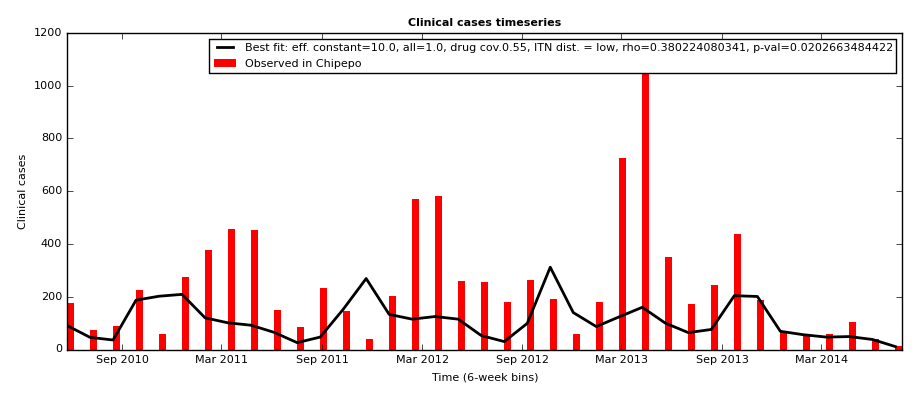 Clinical cases timeseries
Best fit: eff. constant=10.0, all=1.0, drug cov.0.55, ITN dist. = low, rho=0.380224080341, p-val=0.0202663484422
Observed in Chipepo
1200
1000
800
600
400
200
0
Clinical cases
Sep 2010 Mar 2011 Sep 2011 Mar 2012 Sep 2012 Mar 2013 Sep 2013 Mar 2014
Time (6-week bins)